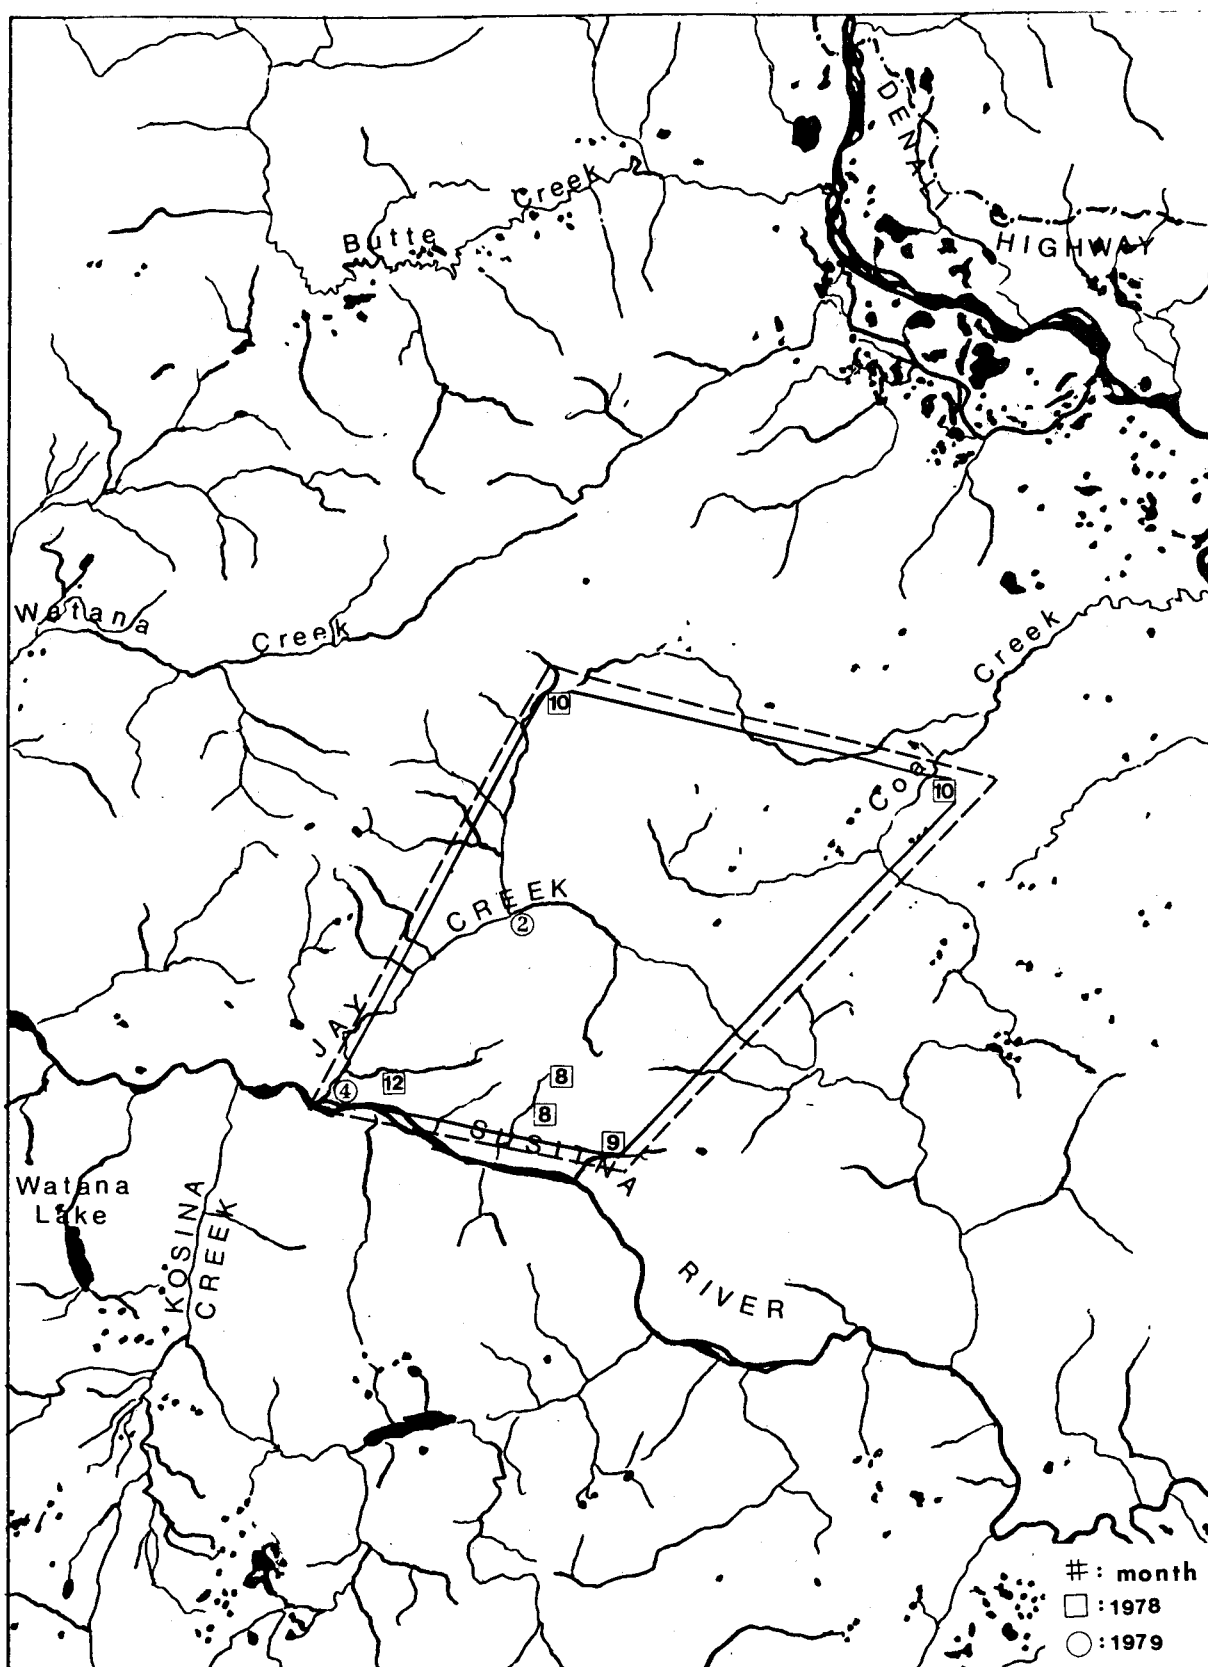 DENALI
HIGHWAY
Butte Creek
Watana Creek
Coal Creek
10
10
JAY CREEK
2
4
12
8
8
9
SUSITNA RIVER
Watana
Lake
KOSINA
CREEK
#: month
:1978
:1979